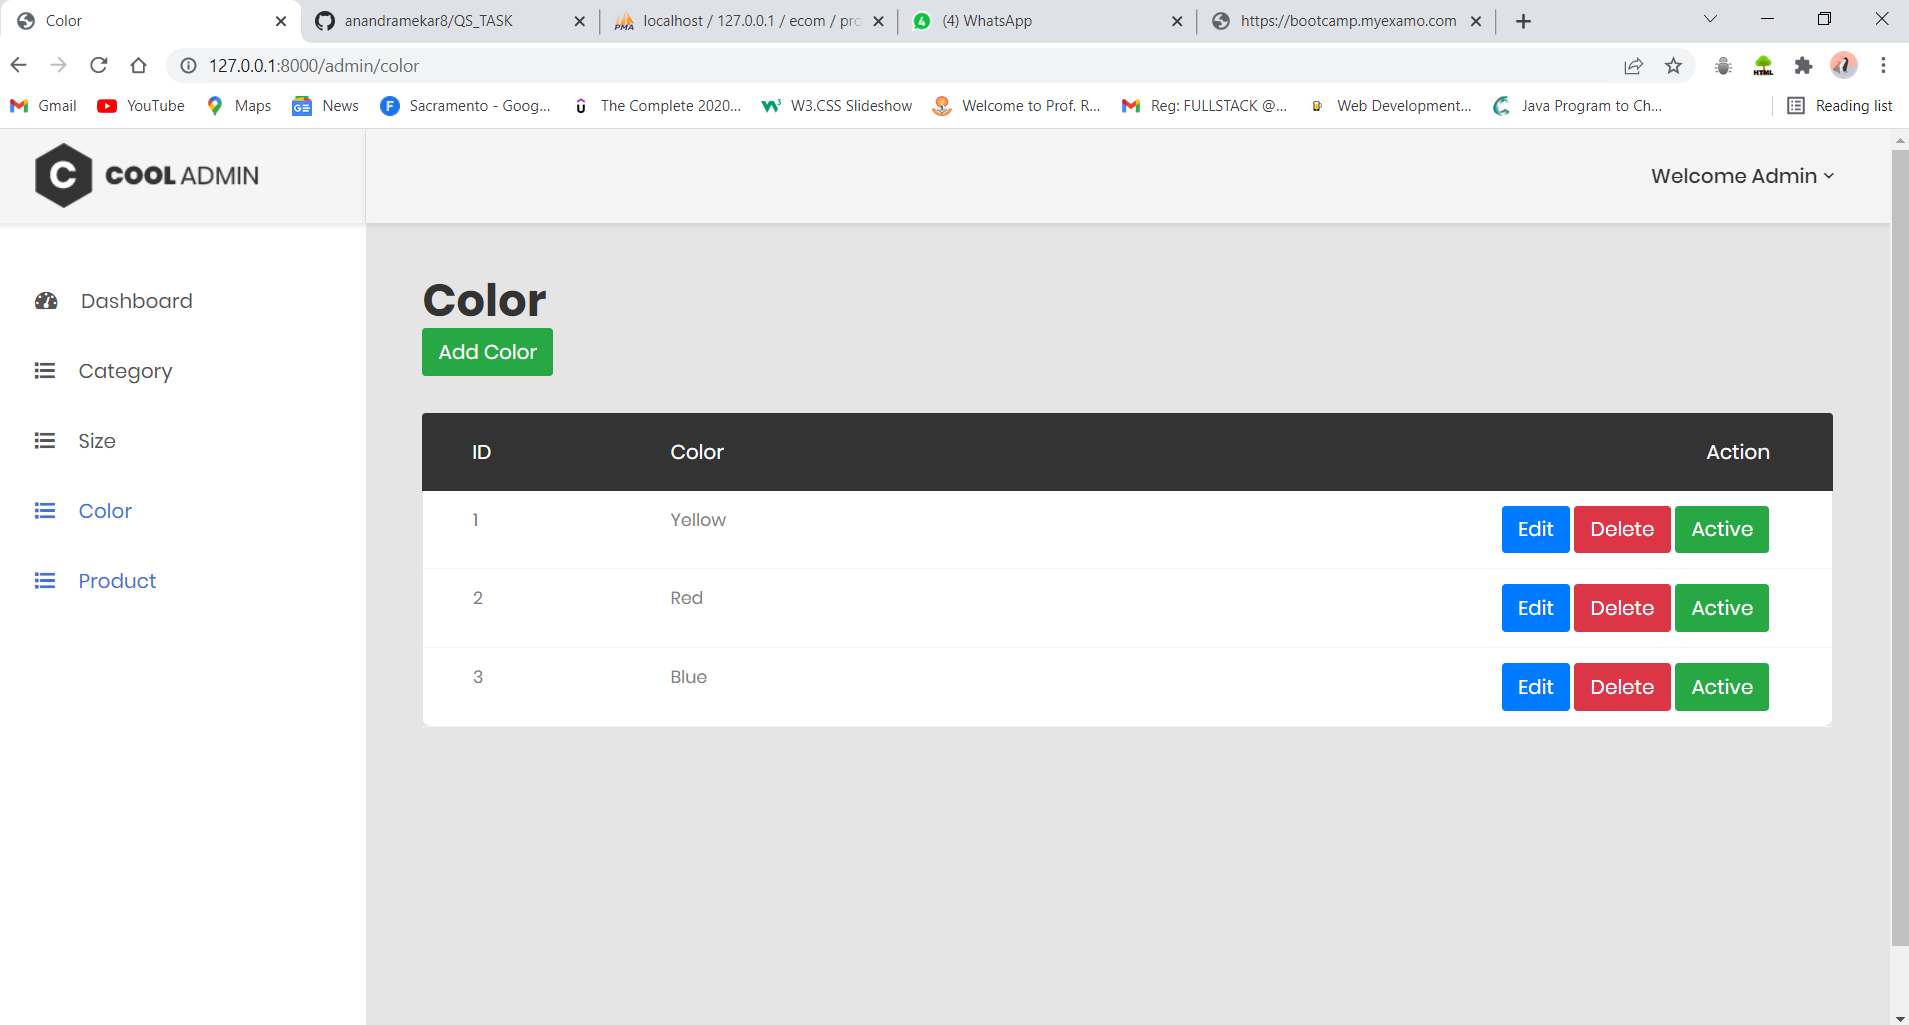 Color
anandramekar8/QS_TASK
localhost / 127.0.0.1 / ecom / pro
(4) WhatsApp
https://bootcamp.myexamo.com
127.0.0.1:8000/admin/color
Gmail
YouTube
Maps
News
Sacramento - Goog...
The Complete 2020...
W3.CSS Slideshow
Welcome to Prof. R...
Reg: FULLSTACK @...
Web Development...
Java Program to Ch...
Reading list
C COOL ADMIN
Welcome Admin
Dashboard
Category
Size
Color
Product
Color
Add Color
ID Color Action
1 Yellow Edit Delete Active
2 Red Edit Delete Active
3 Blue Edit Delete Active